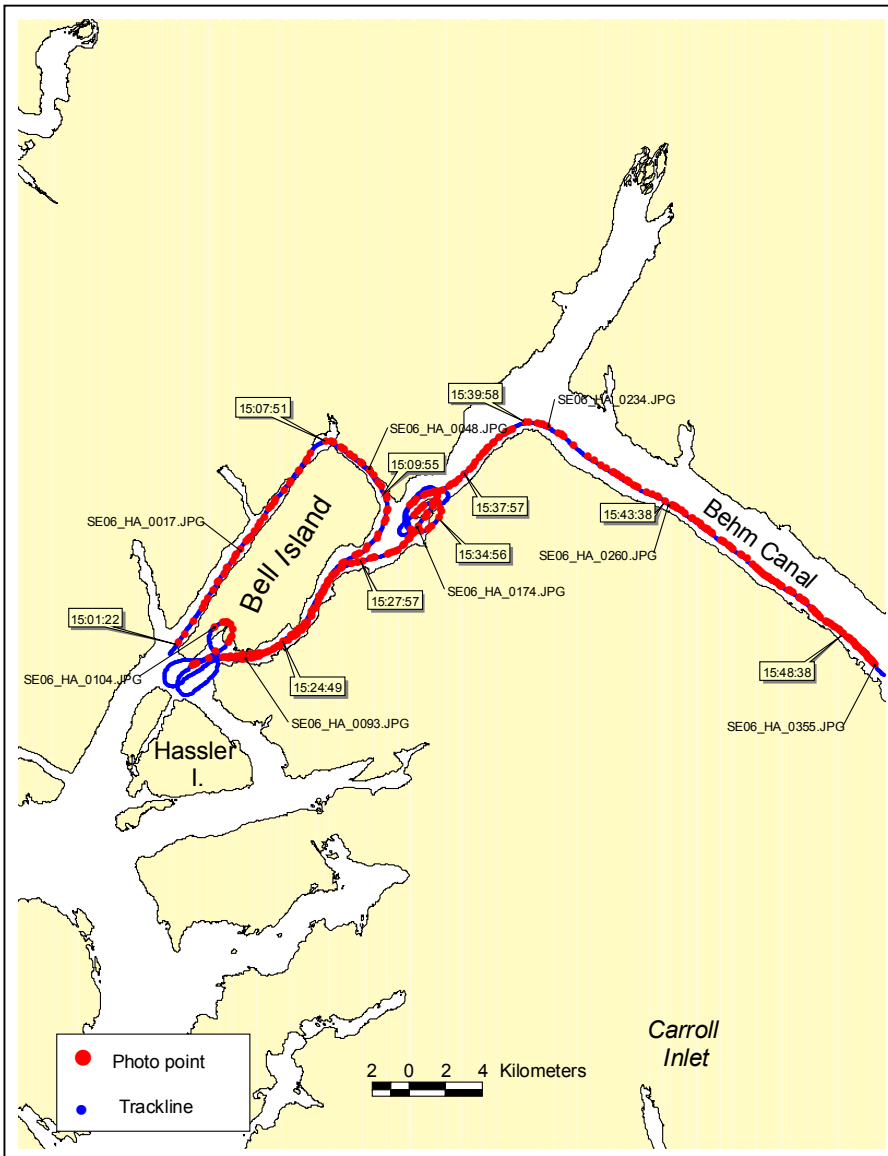 15:39:58
SE06_HA_0234.JPG
15:07:51
SE06_HA_0048.JPG
15:09:55
15:37:57
15:43:38
Behm Canal
SE06_HA_0017.JPG
Bell Island
15:34:56
SE06_HA_0260.JPG
15:27:57
SE06_HA_0174.JPG
15:01:22
15:48:38
SE06_HA_0104.JPG
15:24:49
SE06_HA_0093.JPG
SE06_HA_0355.JPG
Hassler
I.
Carroll
Inlet
Photo point
Trackline
2 0 2 4 Kilometers